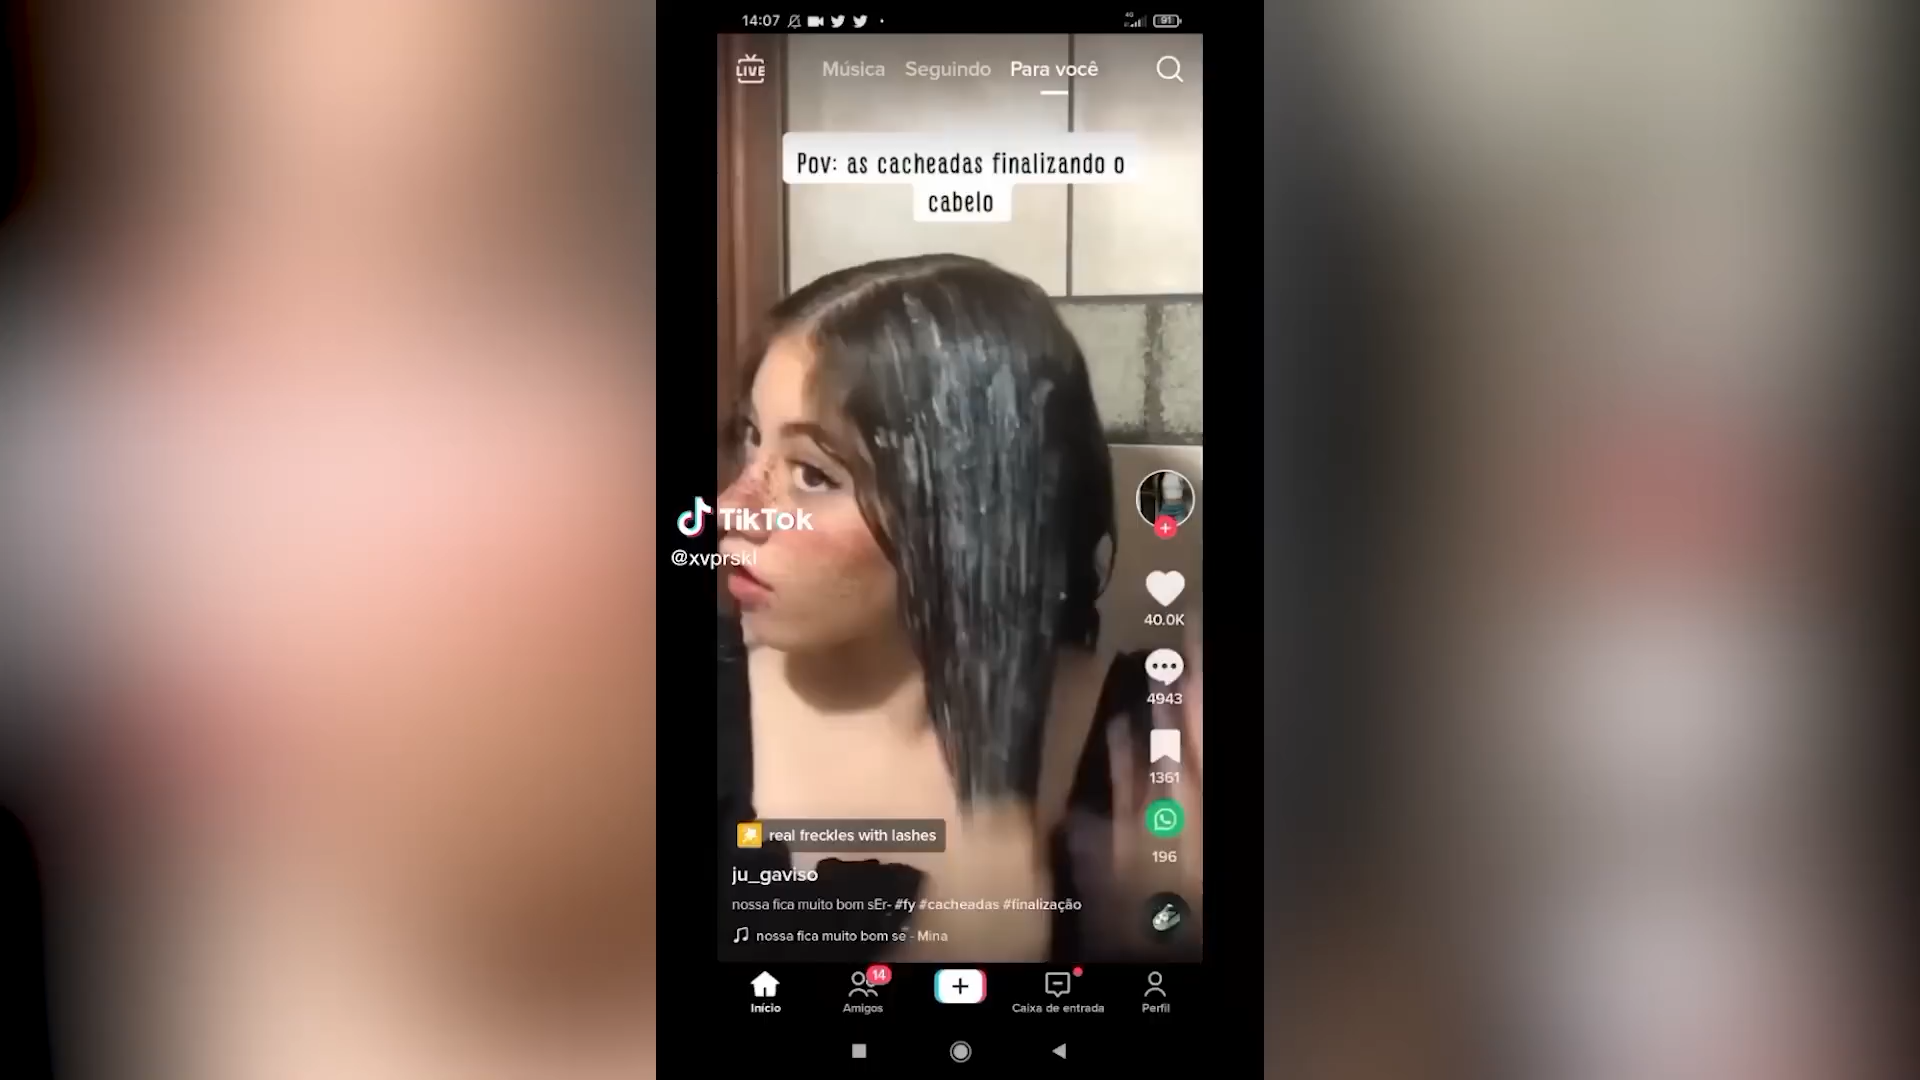 14:07
4G
91
LIVE
Música Seguindo Para você
Pov: as cacheadas finalizando o
cabelo
TikTok
@xvprskl
40.0K
4943
1361
196
real freckles with lashes
ju_gaviso
nossa fica muito bom sEr- #fy #cacheadas #finalização
nossa fica muito bom se - Mina
14
Início Amigos Caixa de entrada Perfil